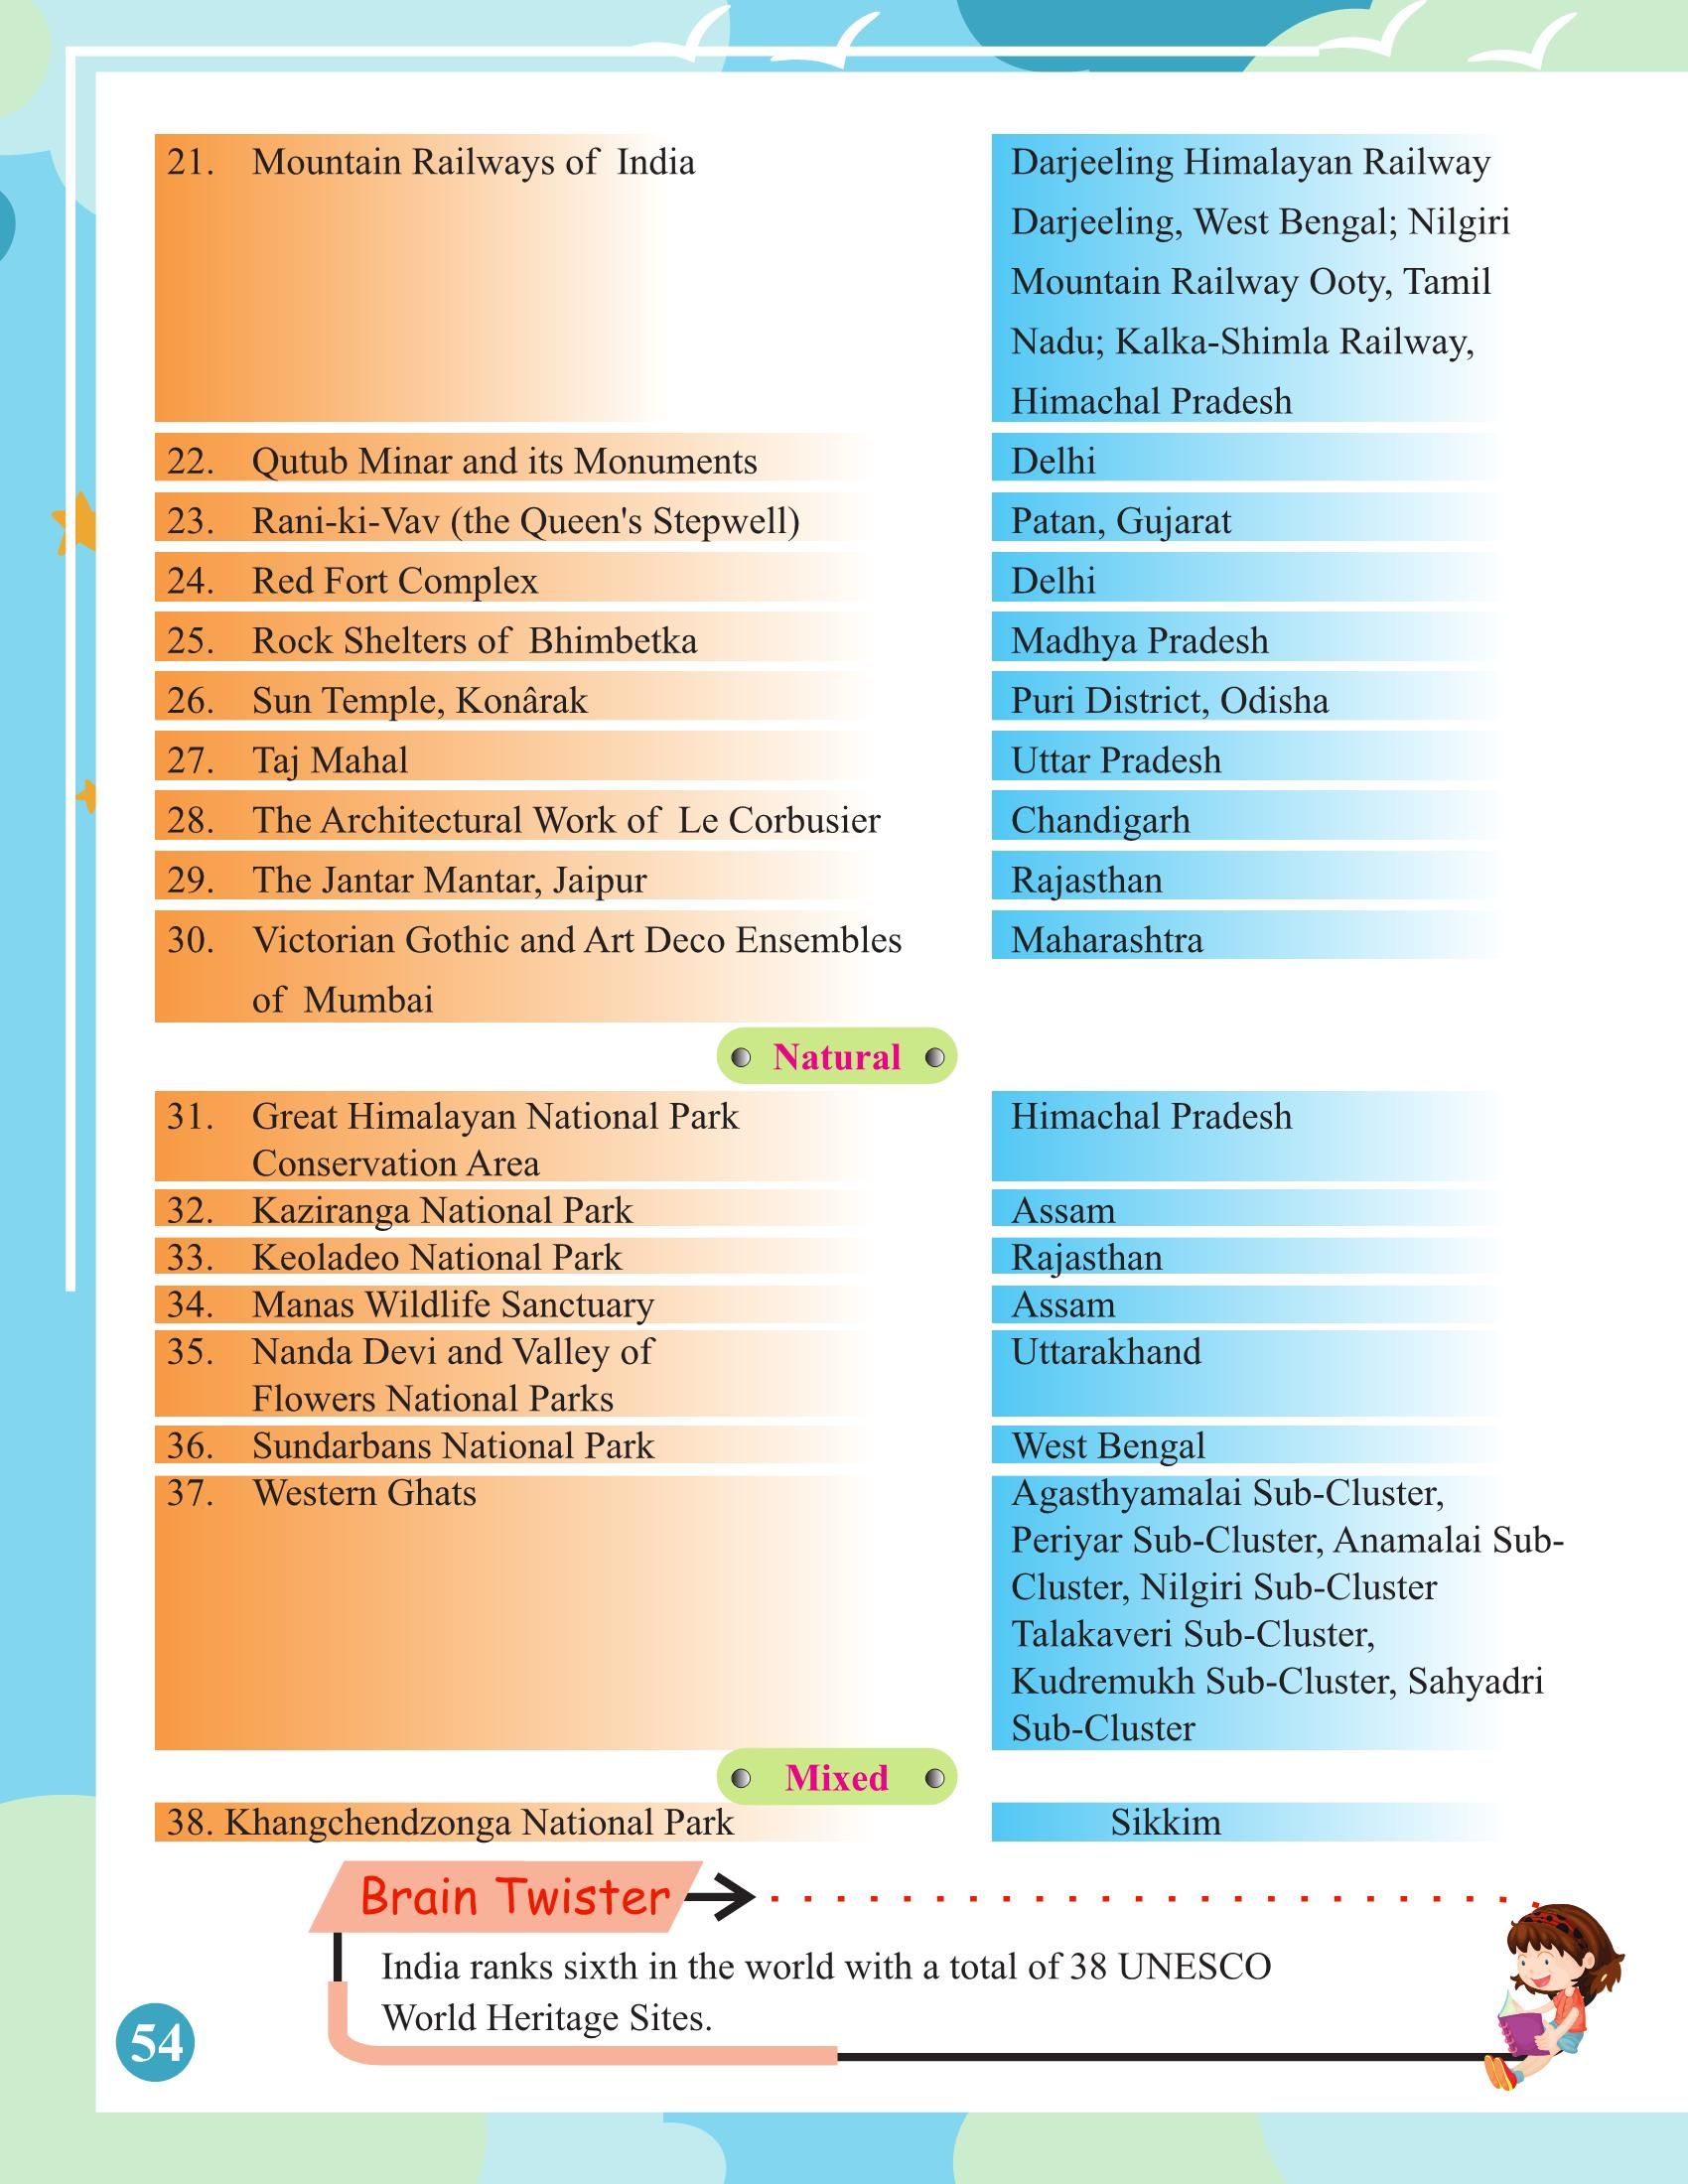 21. Mountain Railways of India Darjeeling Himalayan Railway
Darjeeling, West Bengal; Nilgiri
Mountain Railway Ooty, Tamil
Nadu; Kalka-Shimla Railway,
Himachal Pradesh
22. Qutub Minar and its Monuments Delhi
23. Rani-ki-Vav (the Queen's Stepwell) Patan, Gujarat
24. Red Fort Complex Delhi
25. Rock Shelters of Bhimbetka Madhya Pradesh
26. Sun Temple, Konârak Puri District, Odisha
27. Taj Mahal Uttar Pradesh
28. The Architectural Work of Le Corbusier Chandigarh
29. The Jantar Mantar, Jaipur Rajasthan
30. Victorian Gothic and Art Deco Ensembles Maharashtra
of Mumbai
Natural
31. Great Himalayan National Park Himachal Pradesh
Conservation Area
32. Kaziranga National Park Assam
33. Keoladeo National Park Rajasthan
34. Manas Wildlife Sanctuary Assam
35. Nanda Devi and Valley of Uttarakhand
Flowers National Parks
36. Sundarbans National Park West Bengal
37. Western Ghats Agasthyamalai Sub-Cluster,
Periyar Sub-Cluster, Anamalai Sub-
Cluster, Nilgiri Sub-Cluster
Talakaveri Sub-Cluster,
Kudremukh Sub-Cluster, Sahyadri
Sub-Cluster
Mixed
38. Khangchendzonga National Park Sikkim
Brain Twister
India ranks sixth in the world with a total of 38 UNESCO
World Heritage Sites.
54